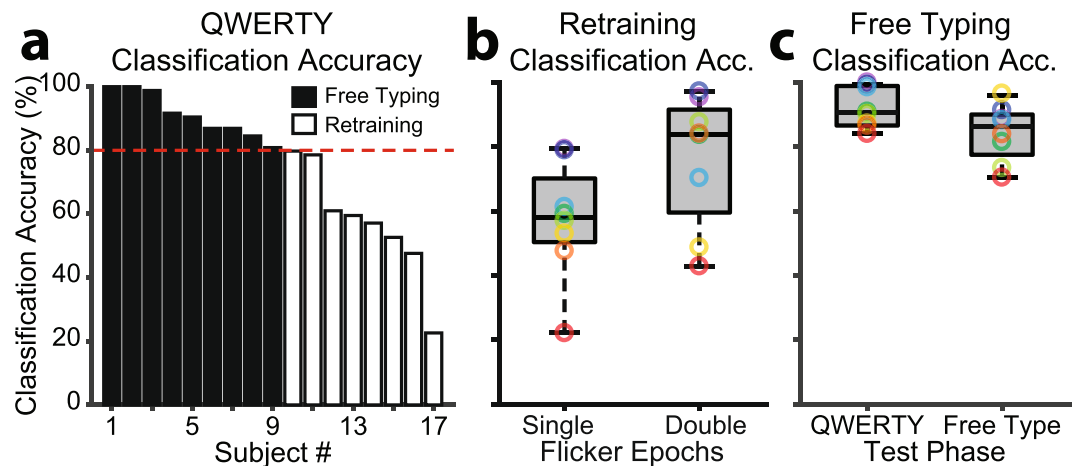 a
QWERTY
Classification Accuracy
Classification Accuracy (%)
100
80
60
40
20
0
Free Typing
Retraining
1
5
9
13
17
Subject #
b
Retraining
Classification Acc.
Single
Double
Flicker Epochs
c
Free Typing
Classification Acc.
QWERTY
Free Type
Test Phase